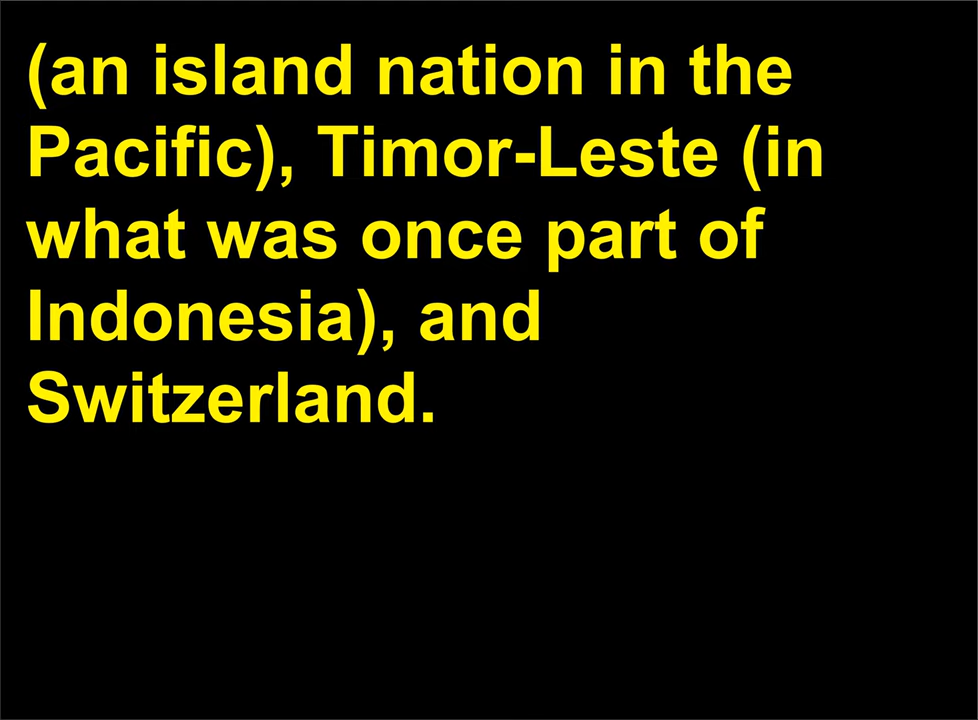 (an island nation in the
Pacific), Timor-Leste (in
what was once part of
Indonesia), and
Switzerland.